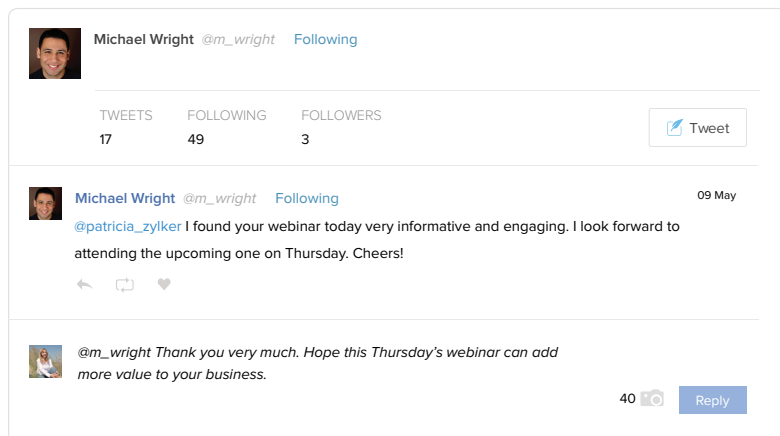 Michael Wright @m_wright Following
TWEETS FOLLOWING FOLLOWERS
17 49 3
Tweet
Michael Wright @m_wright Following 09 May
@patricia_zylker I found your webinar today very informative and engaging. I look forward to
attending the upcoming one on Thursday. Cheers!
@m_wright Thank you very much. Hope this Thursday’s webinar can add
more value to your business.
40 Reply